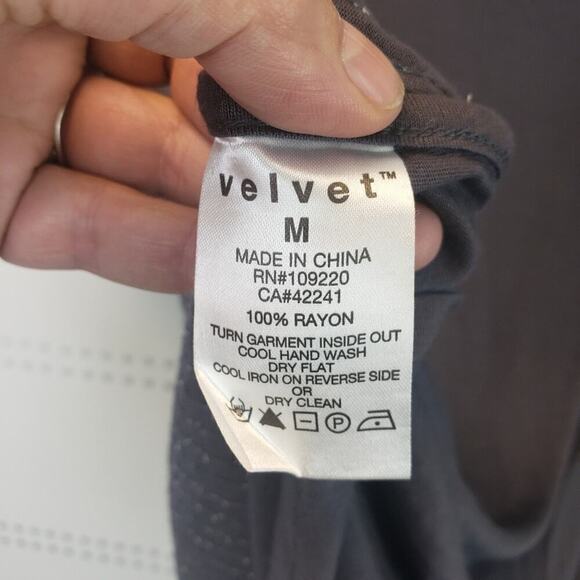 velvet™
M
MADE IN CHINA
RN#109220
CA#42241
100% RAYON
TURN GARMENT INSIDE OUT
COOL HAND WASH
DRY FLAT
COOL IRON ON REVERSE SIDE
OR
DRY CLEAN
P